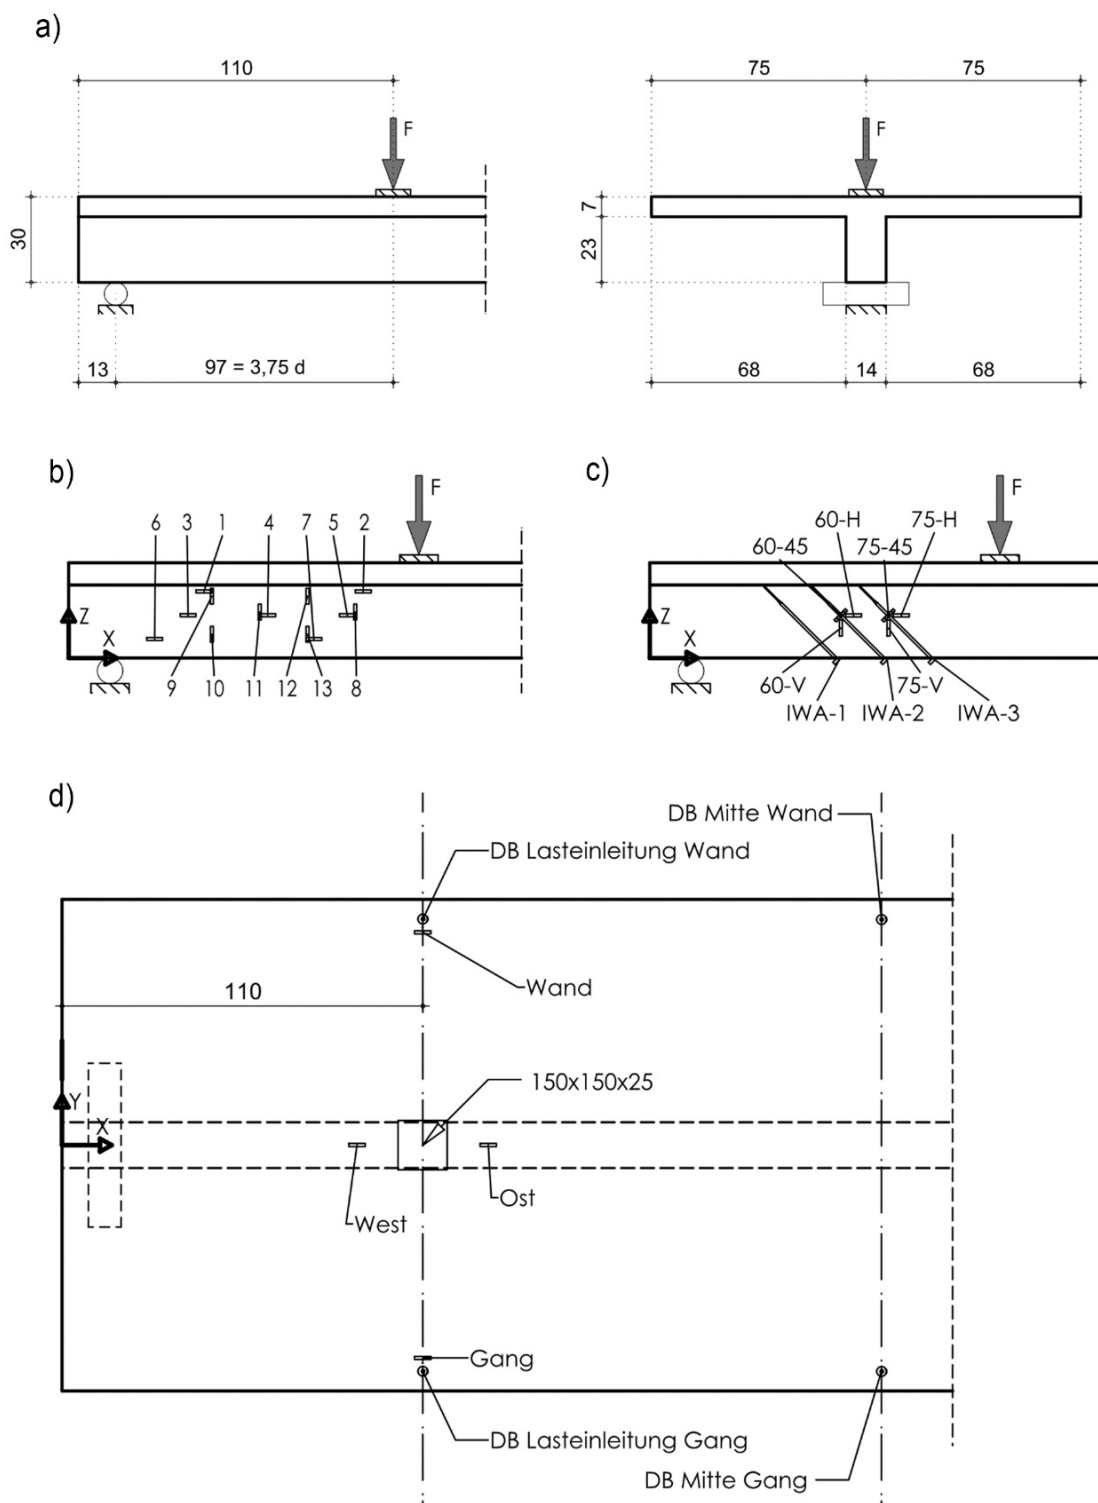 a)
110
75 75
F
F
30
7
23
13 97 = 3,75 d
68 14 68
b)
F
6 3 1 4 7 5 2
Z
X
9 10 11 12 13 8
c)
F
60-H 75-H
60-45 75-45
Z
X
60-V 75-V
IWA-1 IWA-2 IWA-3
d)
DB Mitte Wand
DB Lasteinleitung Wand
Wand
110
150x150x25
Y
X
Ost
West
Gang
DB Lasteinleitung Gang
DB Mitte Gang